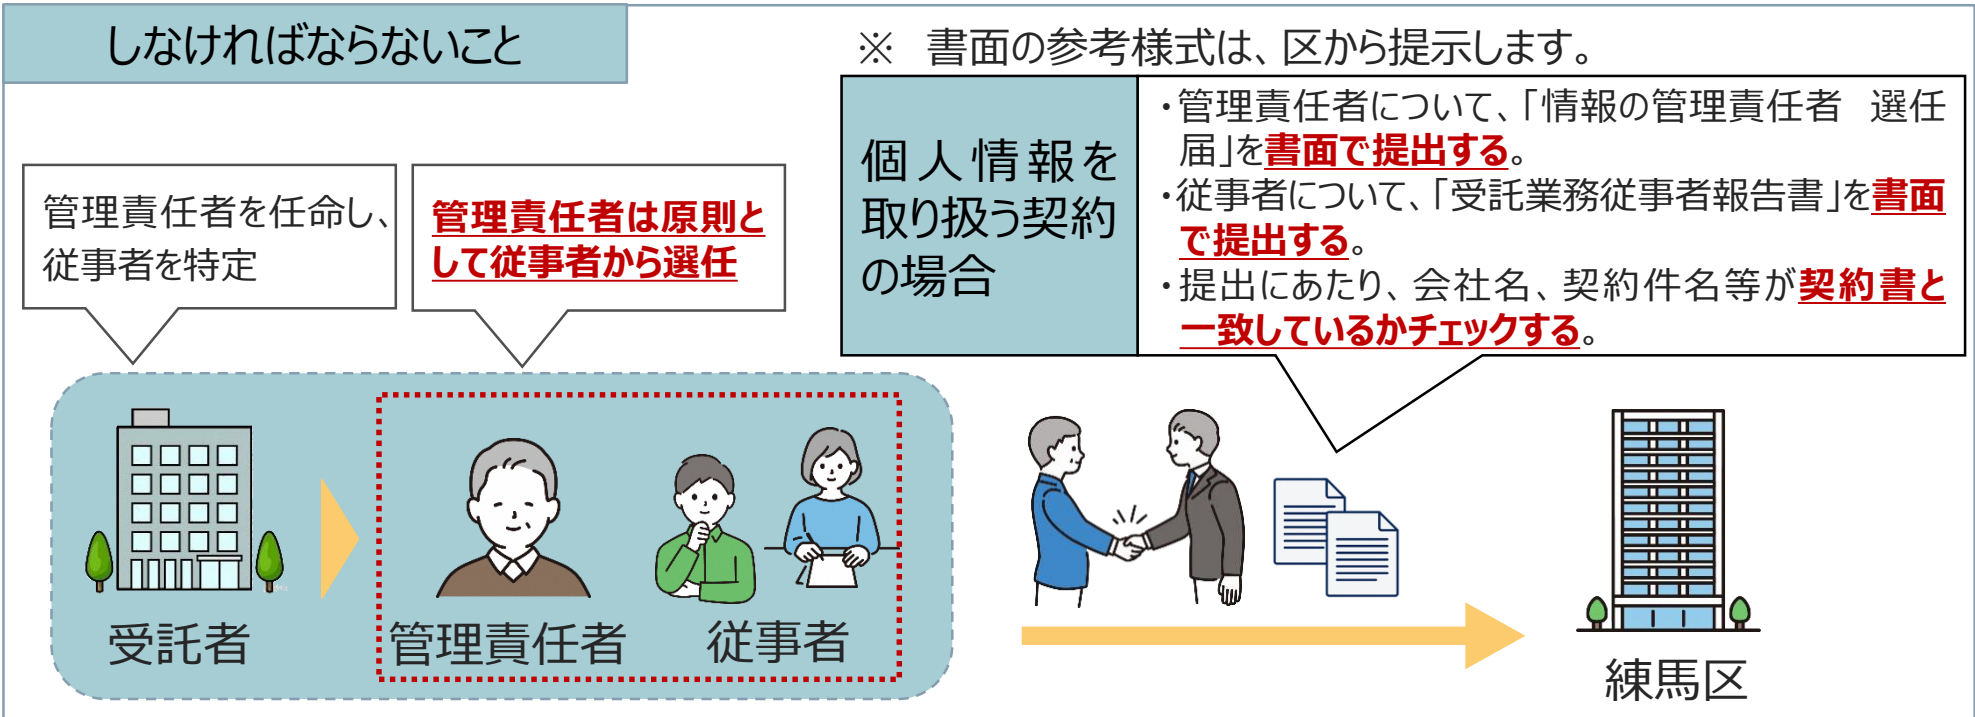 しなければならないこと
※　書面の参考様式は、区から提示します。
管理責任者を任命し、
従事者を特定
管理責任者は原則と
して従事者から選任
個人情報を
取り扱う契約
の場合
・管理責任者について、「情報の管理責任者　選任
届」を書面で提出する。
・従事者について、「受託業務従事者報告書」を書面
で提出する。
・提出にあたり、会社名、契約件名等が契約書と
一致しているかチェックする。
受託者
管理責任者
従事者
練馬区